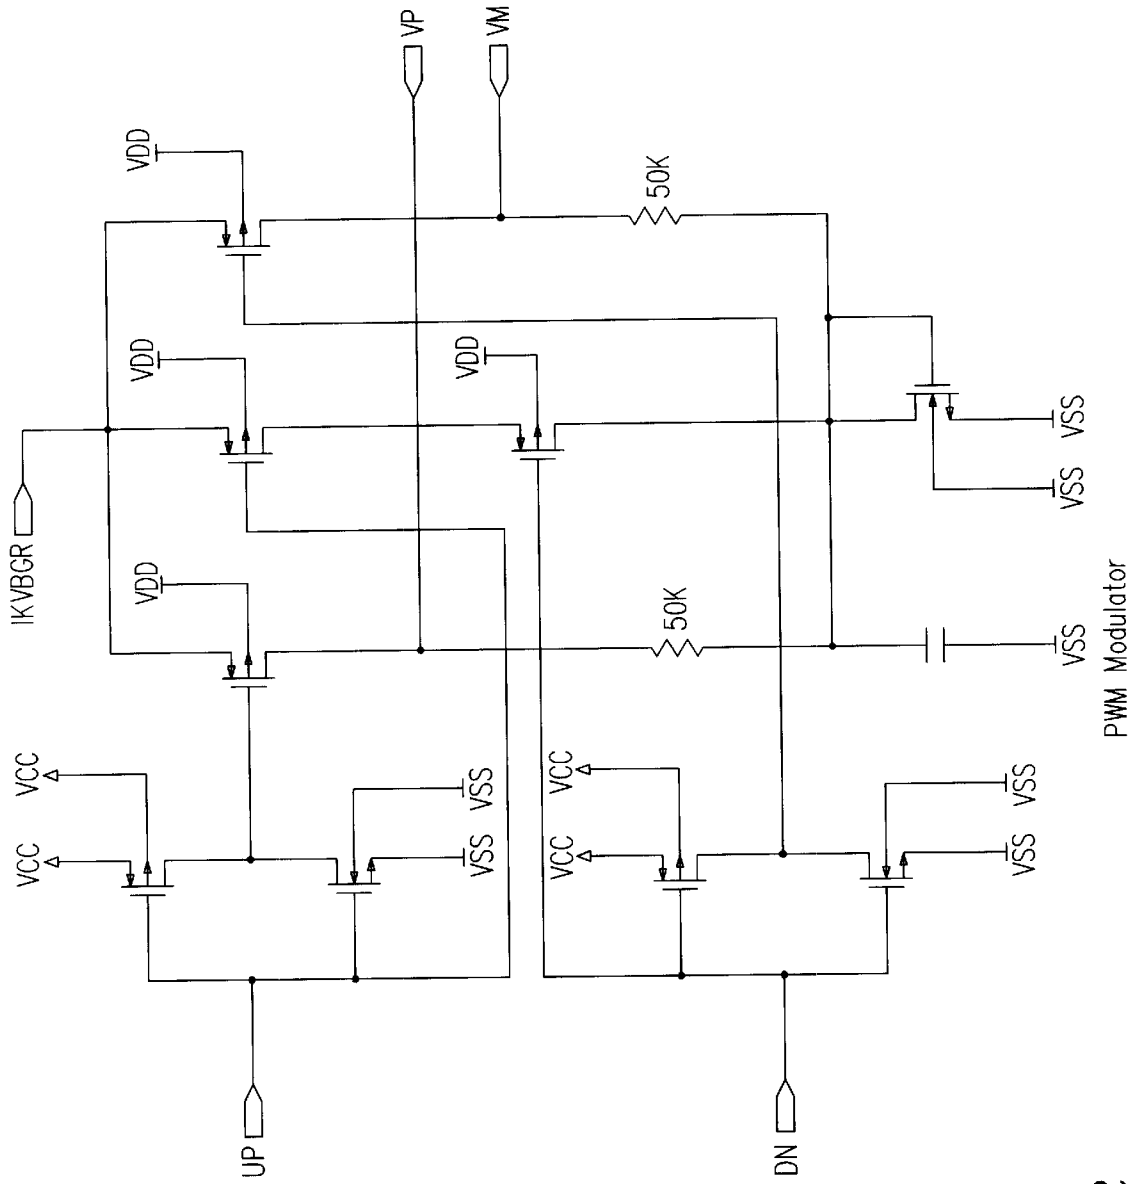 VP
VM
VDD
50K
IKVBGR
VDD
VDD
VDD
50K
VSS
VSS
VSS
VCC
VCC
VSS
VSS
VCC
VCC
VSS
VSS
UP
DN
PWM Modulator